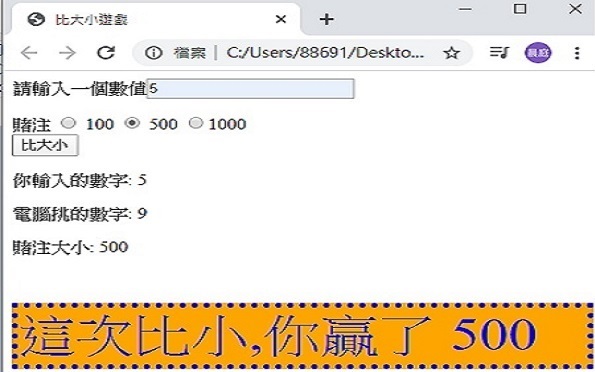 比大小遊戲
檔案 | C:/Users/88691/Deskto...
請輸入一個數值5
賭注 100 500 1000
比大小
你輸入的數字: 5
電腦挑的數字: 9
賭注大小: 500
這次比小,你贏了 500